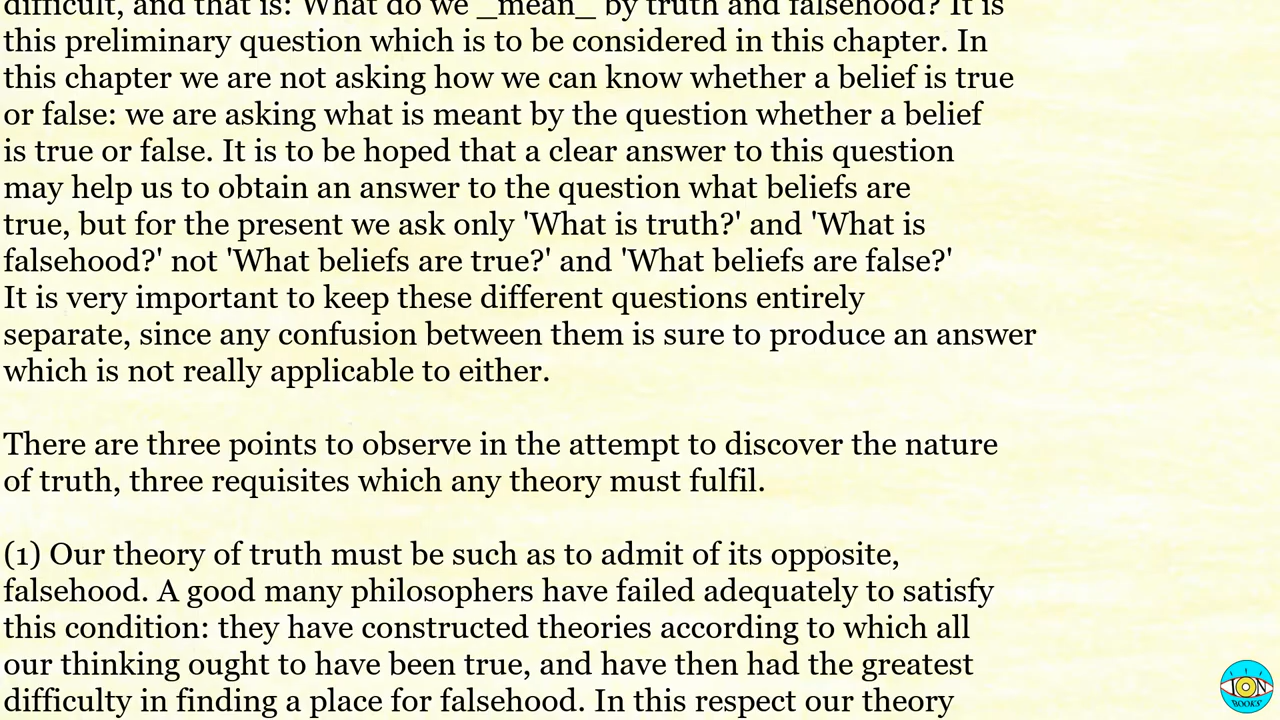 difficult, and that is: What do we _mean_ by truth and falsehood? It is
this preliminary question which is to be considered in this chapter. In
this chapter we are not asking how we can know whether a belief is true
or false: we are asking what is meant by the question whether a belief
is true or false. It is to be hoped that a clear answer to this question
may help us to obtain an answer to the question what beliefs are
true, but for the present we ask only 'What is truth?' and 'What is
falsehood?' not 'What beliefs are true?' and 'What beliefs are false?'
It is very important to keep these different questions entirely
separate, since any confusion between them is sure to produce an answer
which is not really applicable to either.
There are three points to observe in the attempt to discover the nature
of truth, three requisites which any theory must fulfil.
(1) Our theory of truth must be such as to admit of its opposite,
falsehood. A good many philosophers have failed adequately to satisfy
this condition: they have constructed theories according to which all
our thinking ought to have been true, and have then had the greatest
difficulty in finding a place for falsehood. In this respect our theory
ION
BOOKS